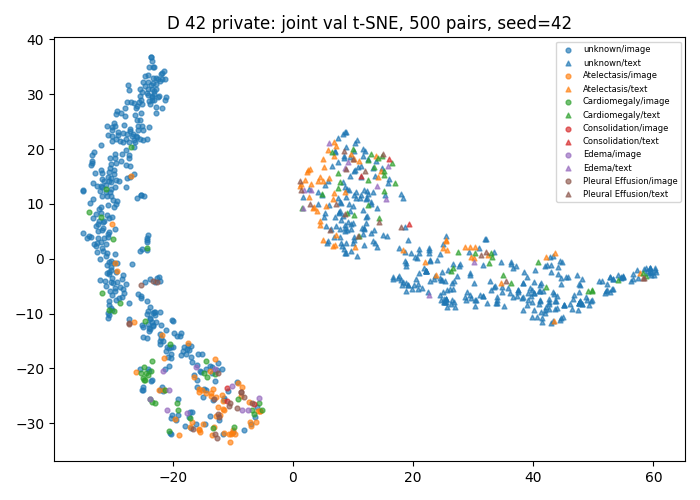 D 42 private: joint val t-SNE, 500 pairs, seed=42
unknown/image
unknown/text
Atelectasis/image
Atelectasis/text
Cardiomegaly/image
Cardiomegaly/text
Consolidation/image
Consolidation/text
Edema/image
Edema/text
Pleural Effusion/image
Pleural Effusion/text
40
30
20
10
0
−10
−20
−30
−20 0 20 40 60